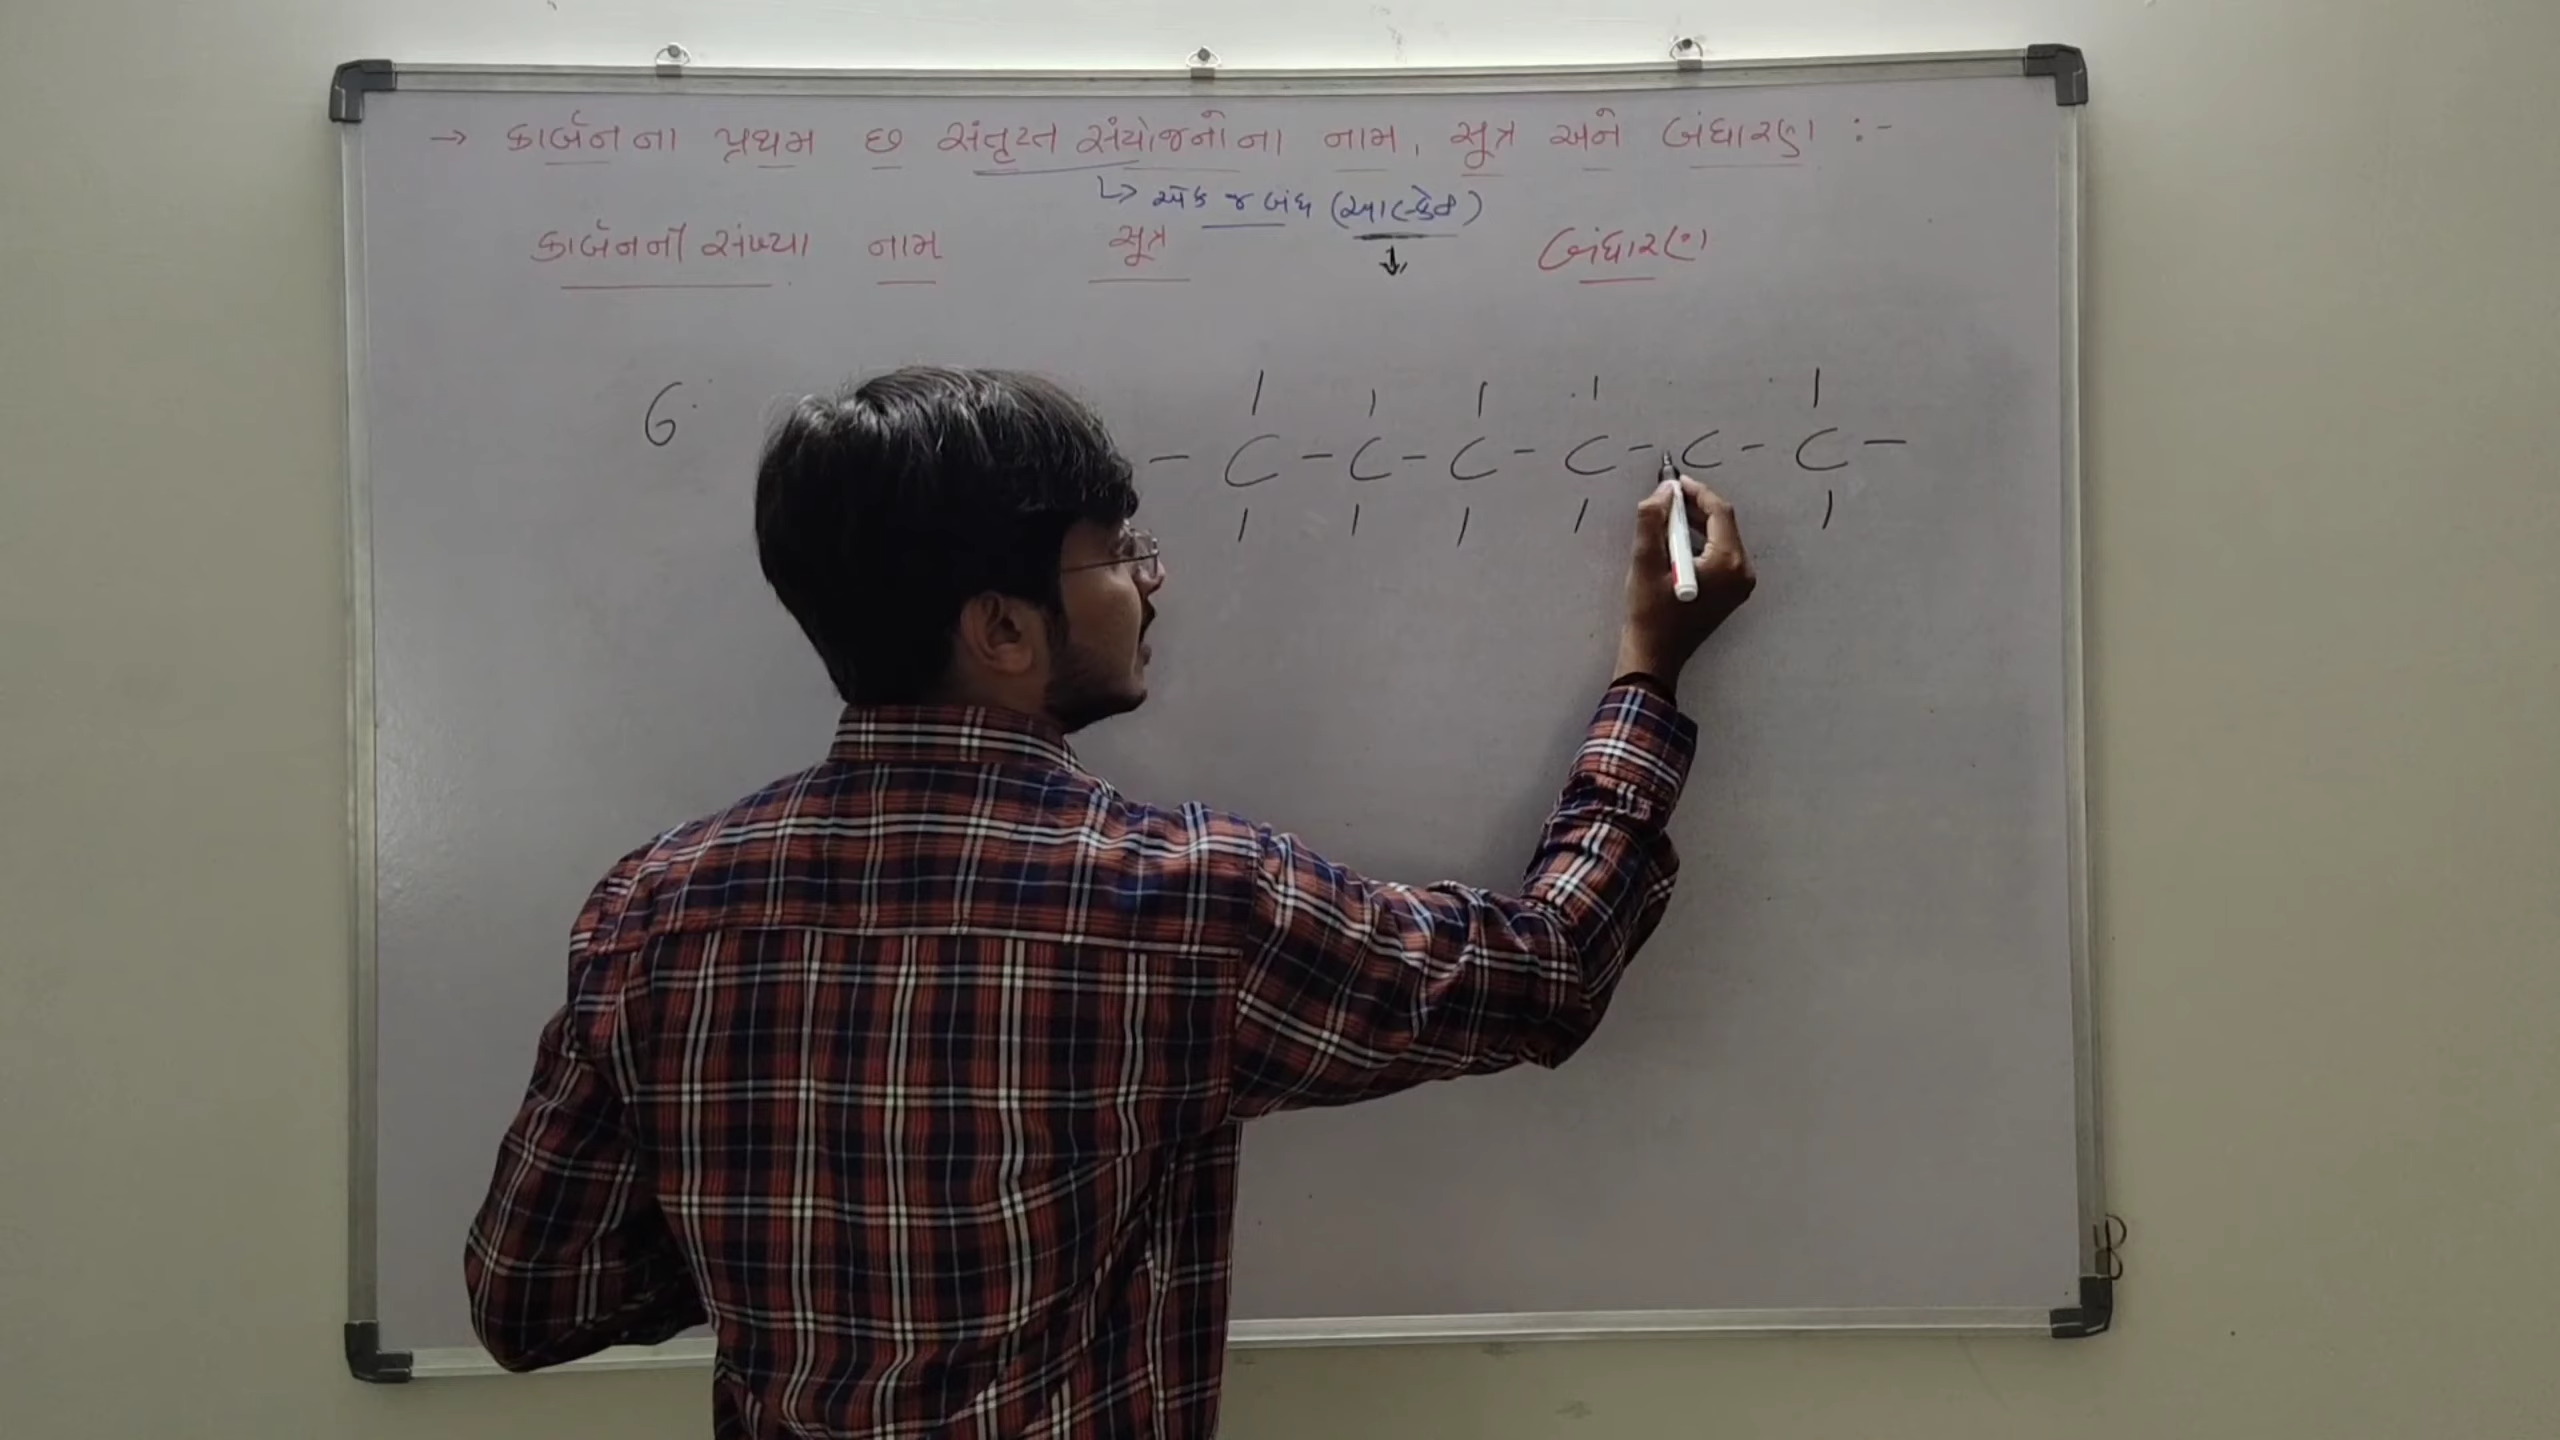 → કાર્બનના પ્રથમ છ સંતૃપ્ત સંયોજનોના નામ, સૂત્ર અને બંધારણ :-
↳ એક જ બંધ (આલ્કેન)
કાર્બનની સંખ્યા નામ સૂત્ર ↓ બંધારણ
| | | | |
6 - C - C - C - C - C - C -
| | | | |